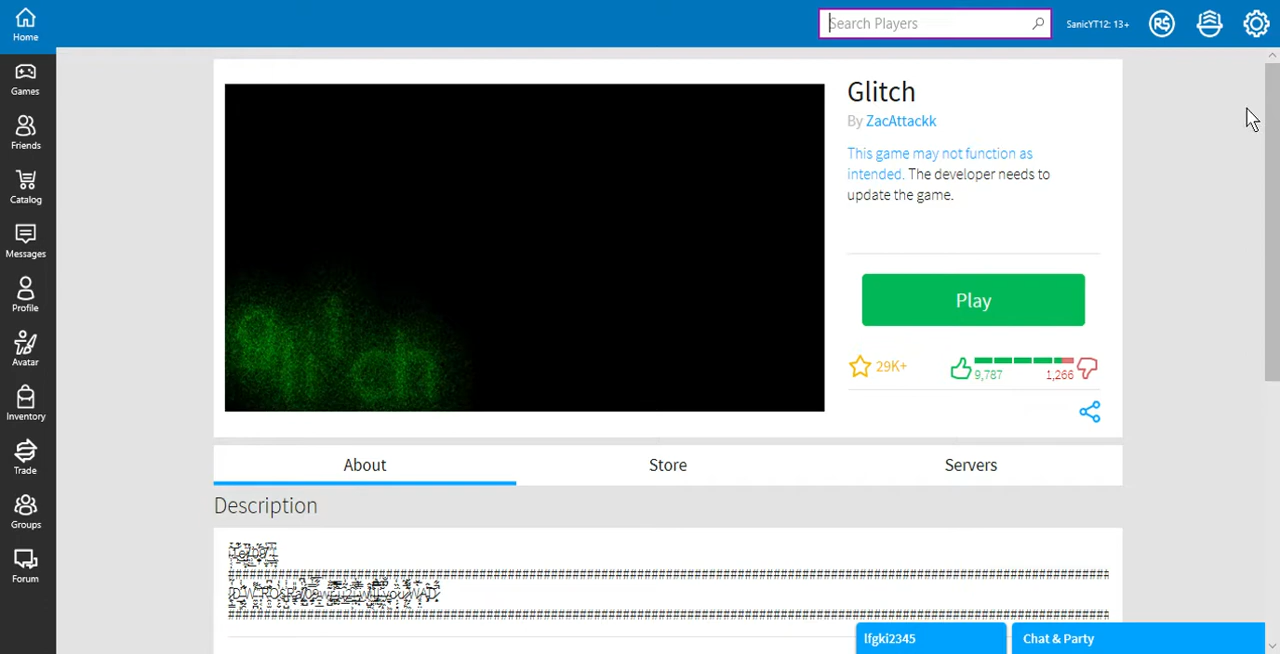 Home
Search Players
SanicYT12: 13+
R$
Games
Friends
Catalog
Messages
Profile
Avatar
Inventory
Trade
Groups
Forum
Glitch
By ZacAttackk
This game may not function as
intended. The developer needs to
update the game.
Play
29K+
9,787
1,266
About
Store
Servers
Description
lfgki2345
Chat & Party